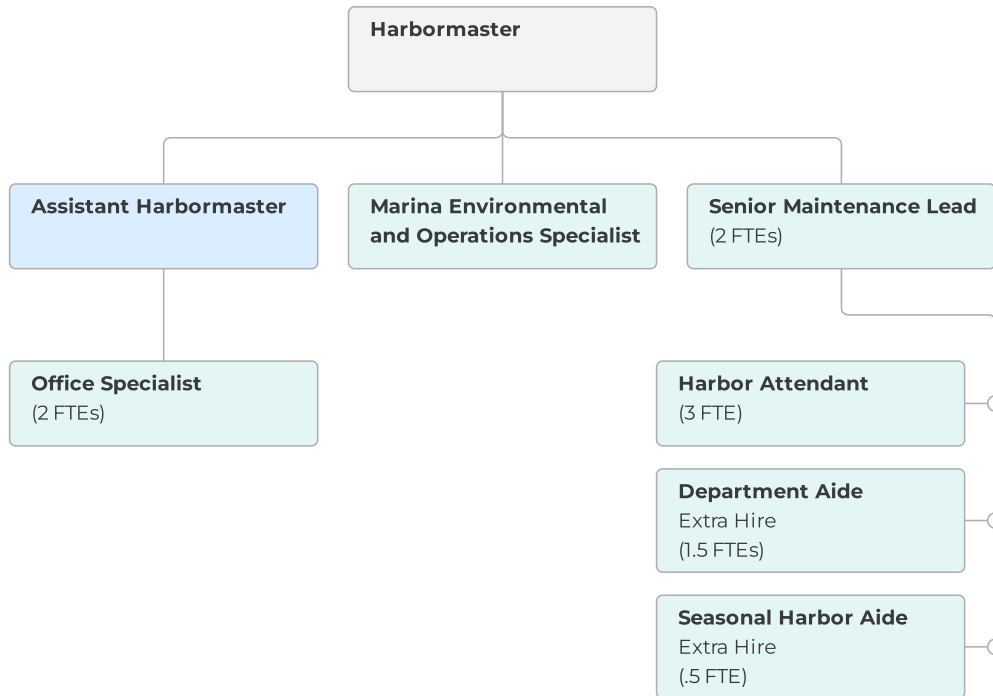 Harbormaster
Assistant Harbormaster
Marina Environmental
and Operations Specialist
Senior Maintenance Lead
(2 FTEs)
Office Specialist
(2 FTEs)
Harbor Attendant
(3 FTE)
Department Aide
Extra Hire
(1.5 FTEs)
Seasonal Harbor Aide
Extra Hire
(.5 FTE)